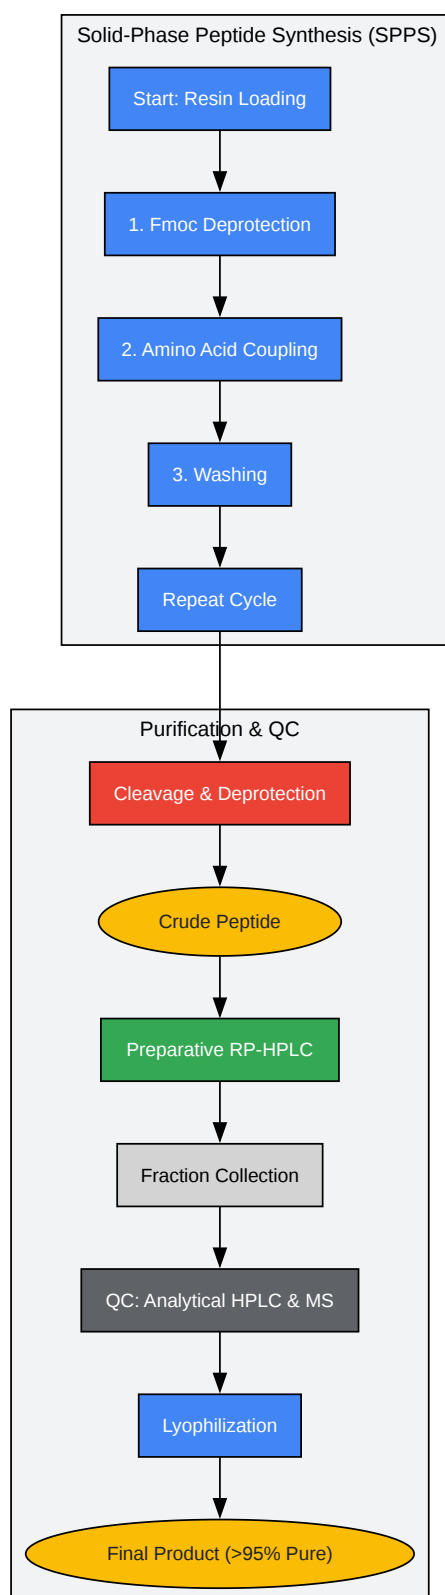 Solid-Phase Peptide Synthesis (SPPS)
Start: Resin Loading
1. Fmoc Deprotection
2. Amino Acid Coupling
3. Washing
Repeat Cycle
Purification & QC
Cleavage & Deprotection
Crude Peptide
Preparative RP-HPLC
Fraction Collection
QC: Analytical HPLC & MS
Lyophilization
Final Product (>95% Pure)